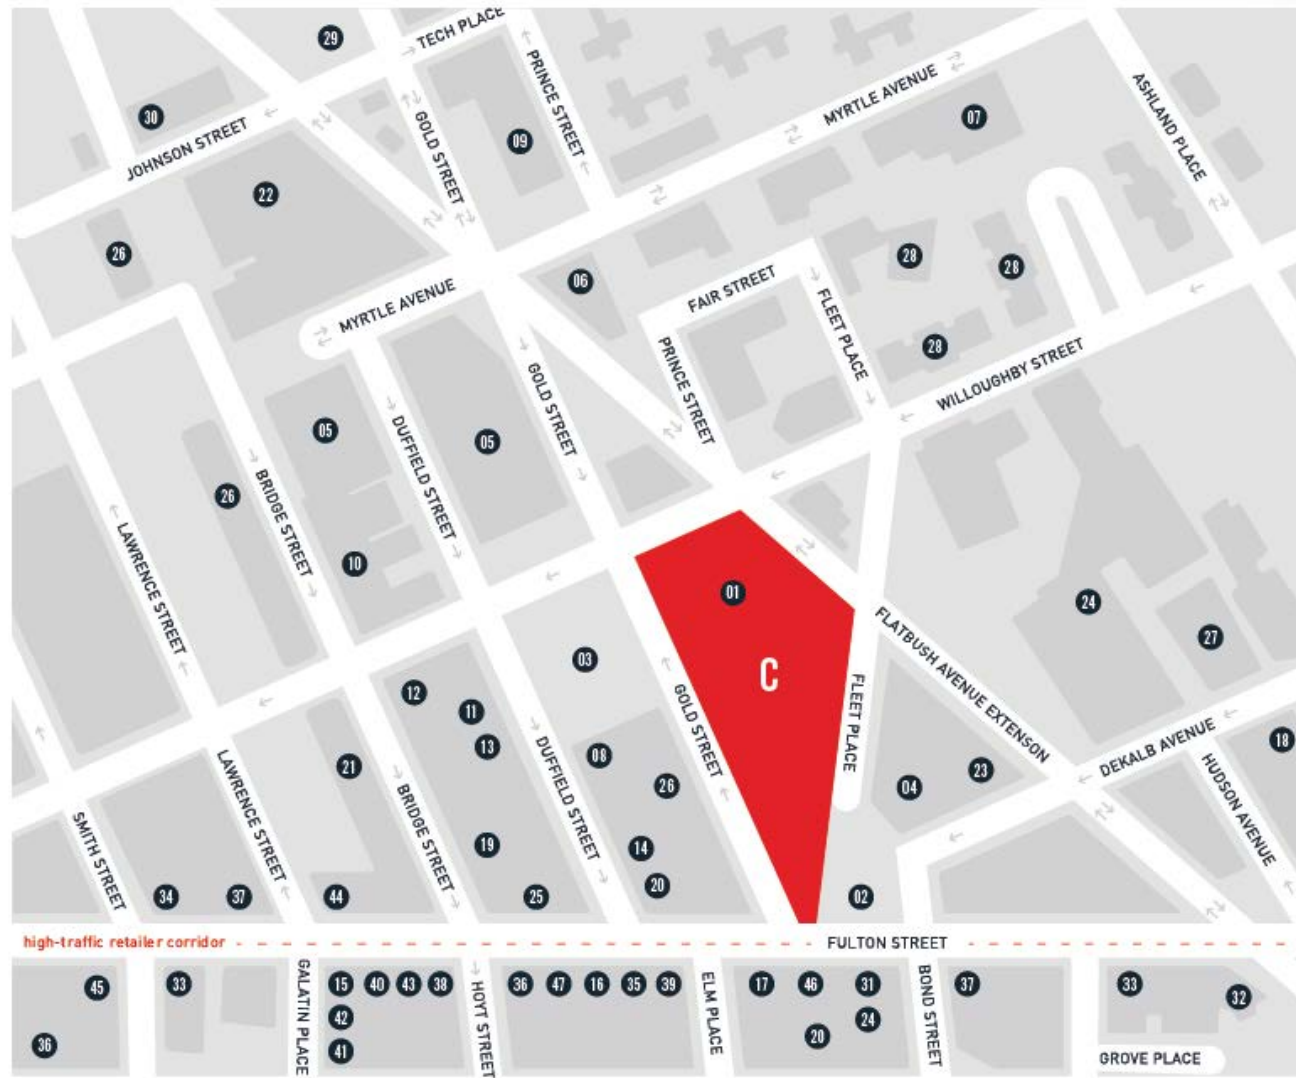 29
TECH PLACE
30
JOHNSON STREET
GOLD STREET
09
PRINCE STREET
MYRTLE AVENUE
07
ASHLAND PLACE
22
26
06
FAIR STREET
28
28
MYRTLE AVENUE
FLEET PLACE
28
WILLOUGHBY STREET
PRINCE STREET
GOLD STREET
05
DUFFIELD STREET
05
26
BRIDGE STREET
LAWRENCE STREET
10
01
24
27
FLATBUSH AVENUE EXTENSON
03
C
12
11
13
GOLD STREET
FLEET PLACE
DEKALB AVENUE
18
HUDSON AVENUE
21
LAWRENCE STREET
BRIDGE STREET
DUFFIELD STREET
08
26
04
23
SMITH STREET
19
14
20
34
37
44
25
02
high-traffic retailer corridor
FULTON STREET
45
33
GALATIN PLACE
15
40
43
38
HOYT STREET
36
47
16
35
39
ELM PLACE
17
46
31
BOND STREET
37
33
32
42
24
20
36
41
GROVE PLACE